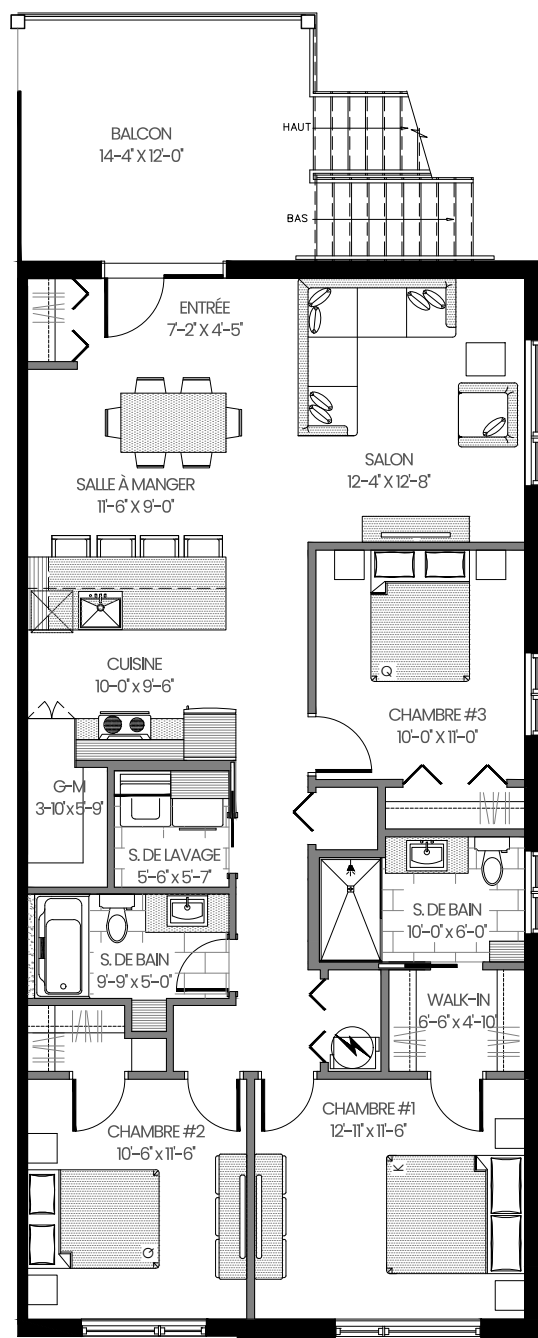 BALCON
14'-4" X 12'-0"
HAUT
BAS
ENTRÉE
7'-2" X 4'-5"
SALON
12'-4" X 12'-8"
SALLE À MANGER
11'-6" X 9'-0"
CUISINE
10'-0" X 9'-6"
Q
CHAMBRE #3
10'-0" X 11'-0"
G-M
3'-10" x 5'-9"
S. DE LAVAGE
5'-6" x 5'-7"
S. DE BAIN
10'-0" x 6'-0"
S. DE BAIN
9'-9" x 5'-0"
WALK-IN
6'-6" x 4'-10"
CHAMBRE #2
10'-6" x 11'-6"
CHAMBRE #1
12'-11" x 11'-6"
K
Q